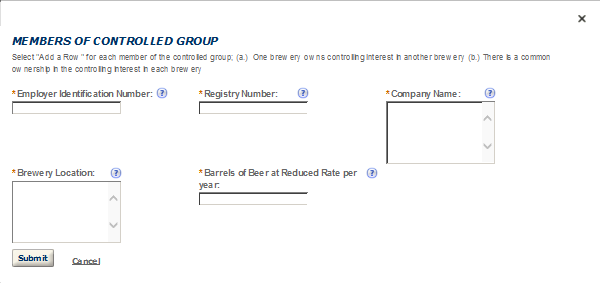 MEMBERS OF CONTROLLED GROUP
Select "Add a Row " for each member of the controlled group; (a.) One brewery owns controlling interest in another brewery (b.) There is a common
ownership in the controlling interest in each brewery
*Employer Identification Number: ?
*Registry Number: ?
*Company Name: ?
*Brewery Location: ?
*Barrels of Beer at Reduced Rate per ?
year:
Submit
Cancel